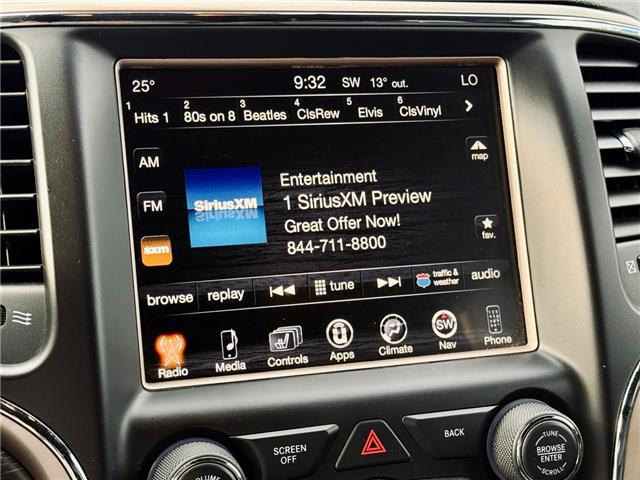 25° 9:32 SW 13° out. LO
1 Hits 1 2 80s on 8 3 Beatles 4 ClsRew 5 Elvis 6 ClsVinyl
AM
FM
sxm
SiriusXM
Entertainment
1 SiriusXM Preview
Great Offer Now!
844-711-8800
map
fav.
browse replay tune traffic & weather audio
Radio Media Controls Apps Climate SW Nav Phone
VOLUME
SCREEN OFF
BACK
TUNE
BROWSE
ENTER
SCROLL